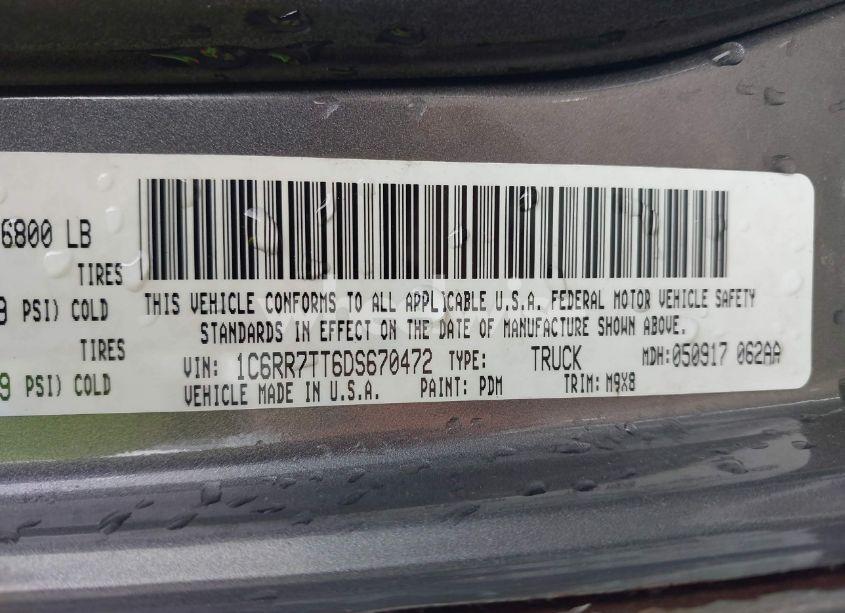 6800 LB
TIRES
9 PSI) COLD
TIRES
9 PSI) COLD
THIS VEHICLE CONFORMS TO ALL APPLICABLE U.S.A. FEDERAL MOTOR VEHICLE SAFETY
STANDARDS IN EFFECT ON THE DATE OF MANUFACTURE SHOWN ABOVE.
VIN: 1C6RR7TT6DS670472 TYPE: TRUCK MDH:050917 062AA
VEHICLE MADE IN U.S.A. PAINT: PDM TRIM: M9X8